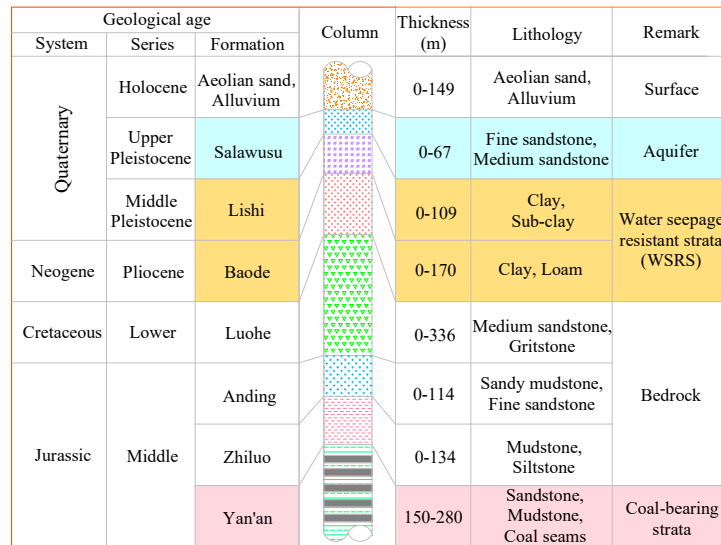 Geological age
System
Series
Formation
Column
Thickness
(m)
Lithology
Remark
Quaternary
Holocene
Aeolian sand,
Alluvium
0-149
Aeolian sand,
Alluvium
Surface
Upper
Pleistocene
Salawusu
0-67
Fine sandstone,
Medium sandstone
Aquifer
Middle
Pleistocene
Lishi
0-109
Clay,
Sub-clay
Water seepage
resistant strata
(WSRS)
Neogene
Pliocene
Baode
0-170
Clay, Loam
Cretaceous
Lower
Luohe
0-336
Medium sandstone,
Gritstone
Bedrock
Jurassic
Middle
Anding
0-114
Sandy mudstone,
Fine sandstone
Zhiluo
0-134
Mudstone,
Siltstone
Yan'an
150-280
Sandstone,
Mudstone,
Coal seams
Coal-bearing
strata